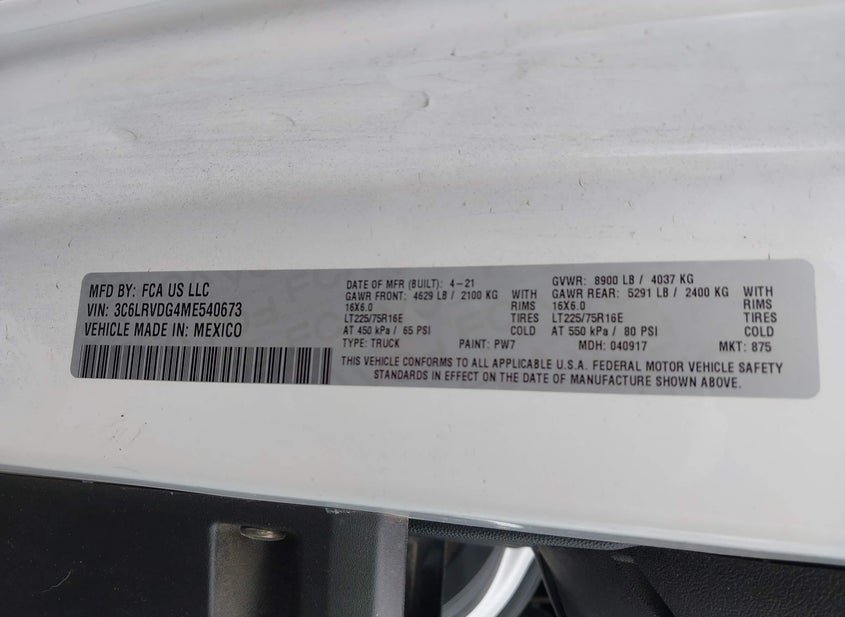 MFD BY: FCA US LLC
VIN: 3C6LRVDG4ME540673
VEHICLE MADE IN: MEXICO
DATE OF MFR (BUILT): 4-21
GAWR FRONT: 4629 LB / 2100 KG WITH
16X6.0 RIMS
LT225/75R16E TIRES
AT 450 kPa / 65 PSI COLD
GVWR: 8900 LB / 4037 KG
GAWR REAR: 5291 LB / 2400 KG WITH
16X6.0 RIMS
LT225/75R16E TIRES
AT 550 kPa / 80 PSI COLD
TYPE: TRUCK PAINT: PW7 MDH: 040917 MKT: 875
THIS VEHICLE CONFORMS TO ALL APPLICABLE U.S.A. FEDERAL MOTOR VEHICLE SAFETY
STANDARDS IN EFFECT ON THE DATE OF MANUFACTURE SHOWN ABOVE.